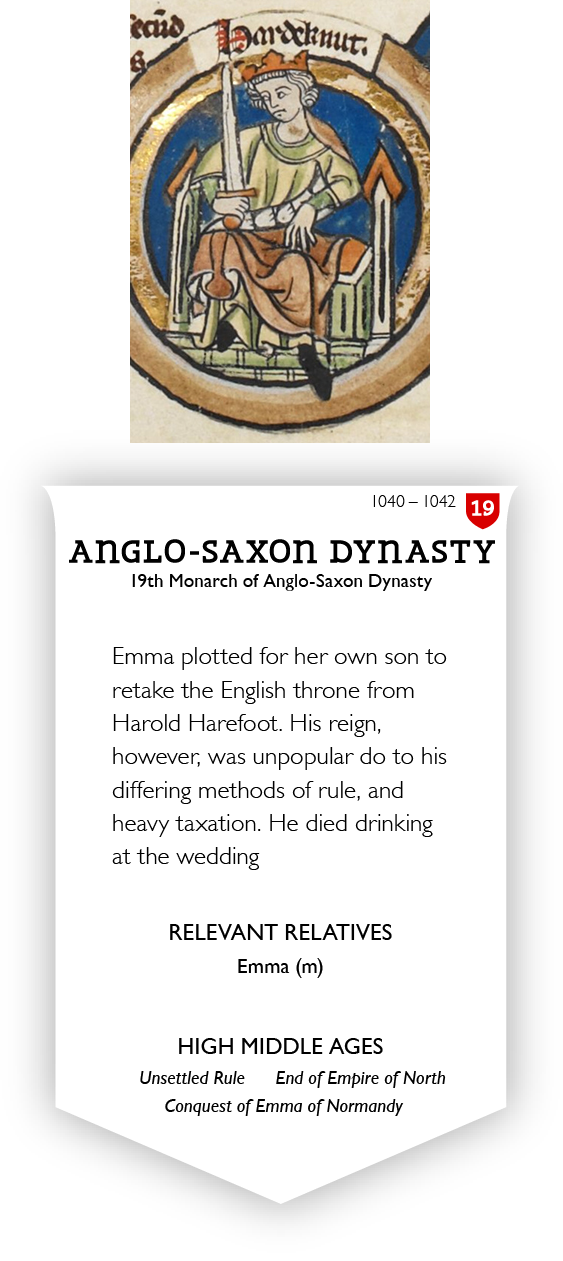 ecūd
Hardeknut.
s.
1040 – 1042 19
ANGLO-SAXON DYNASTY
19th Monarch of Anglo-Saxon Dynasty
Emma plotted for her own son to
retake the English throne from
Harold Harefoot. His reign,
however, was unpopular do to his
differing methods of rule, and
heavy taxation. He died drinking
at the wedding
RELEVANT RELATIVES
Emma (m)
HIGH MIDDLE AGES
Unsettled Rule End of Empire of North
Conquest of Emma of Normandy